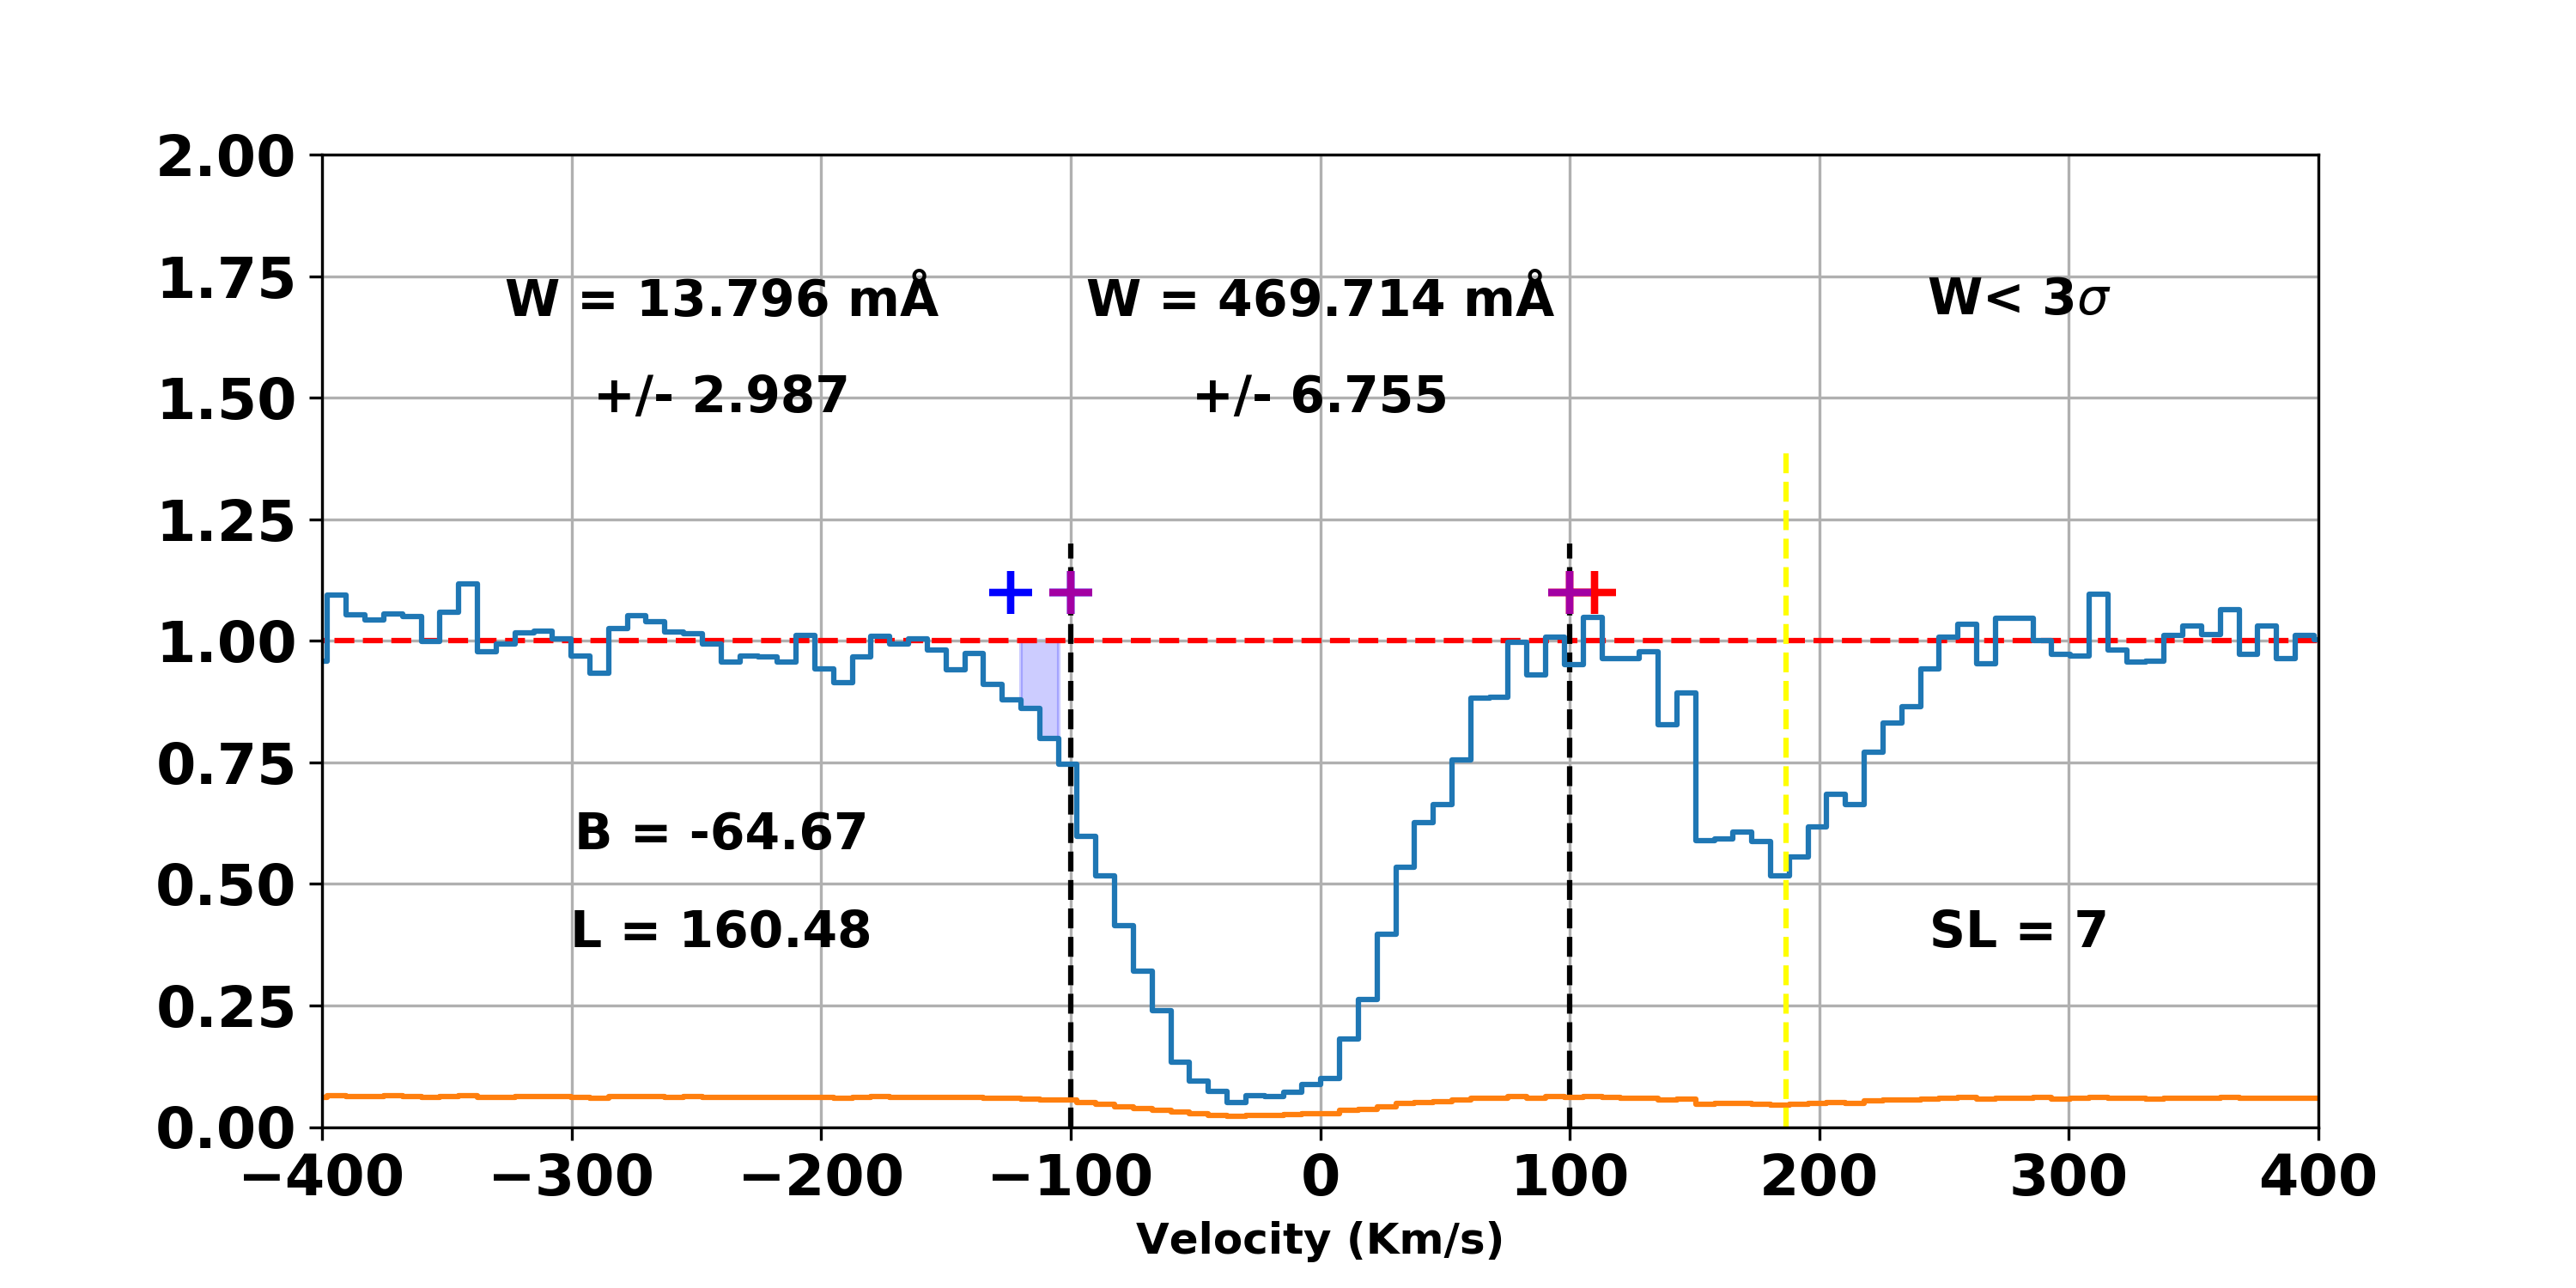 2.00
1.75
W = 13.796 mÅ
W = 469.714 mÅ
W< 3σ
1.50
+/- 2.987
+/- 6.755
1.25
1.00
0.75
B = -64.67
0.50
L = 160.48
SL = 7
0.25
0.00
−400 −300 −200 −100 0 100 200 300 400
Velocity (Km/s)